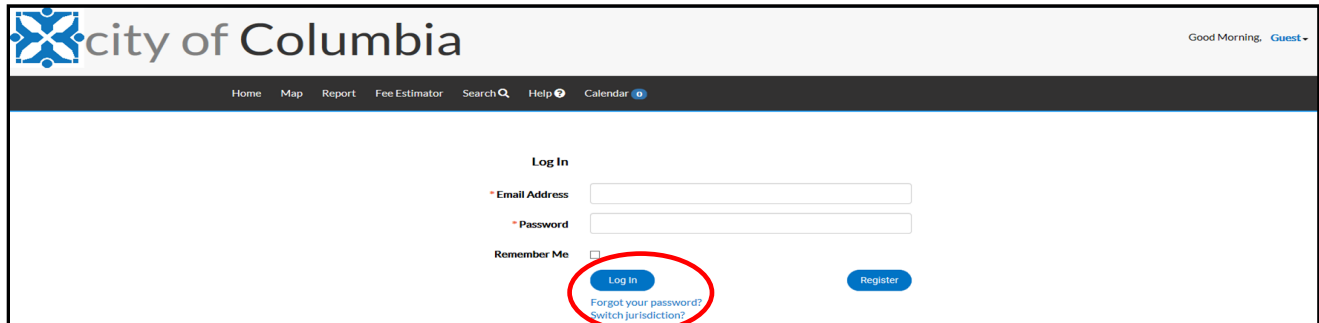 city of Columbia
Good Morning, Guest
Home Map Report Fee Estimator Search Help Calendar 0
Log In
* Email Address
* Password
Remember Me
Log In Register
Forgot your password?
Switch jurisdiction?